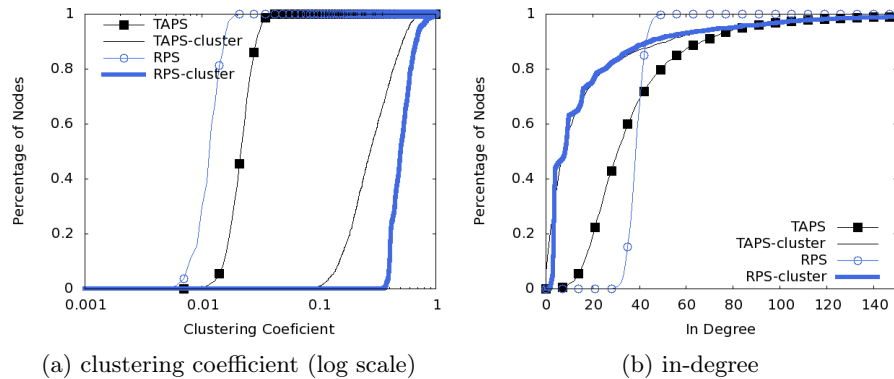 TAPS
TAPS-cluster
RPS
RPS-cluster
Percentage of Nodes
1
0.8
0.6
0.4
0.2
0
0.001
0.01
0.1
1
Clustering Coeficient
(a) clustering coefficient (log scale)
Percentage of Nodes
1
0.8
0.6
0.4
0.2
0
TAPS
TAPS-cluster
RPS
RPS-cluster
0
20
40
60
80
100
120
140
In Degree
(b) in-degree